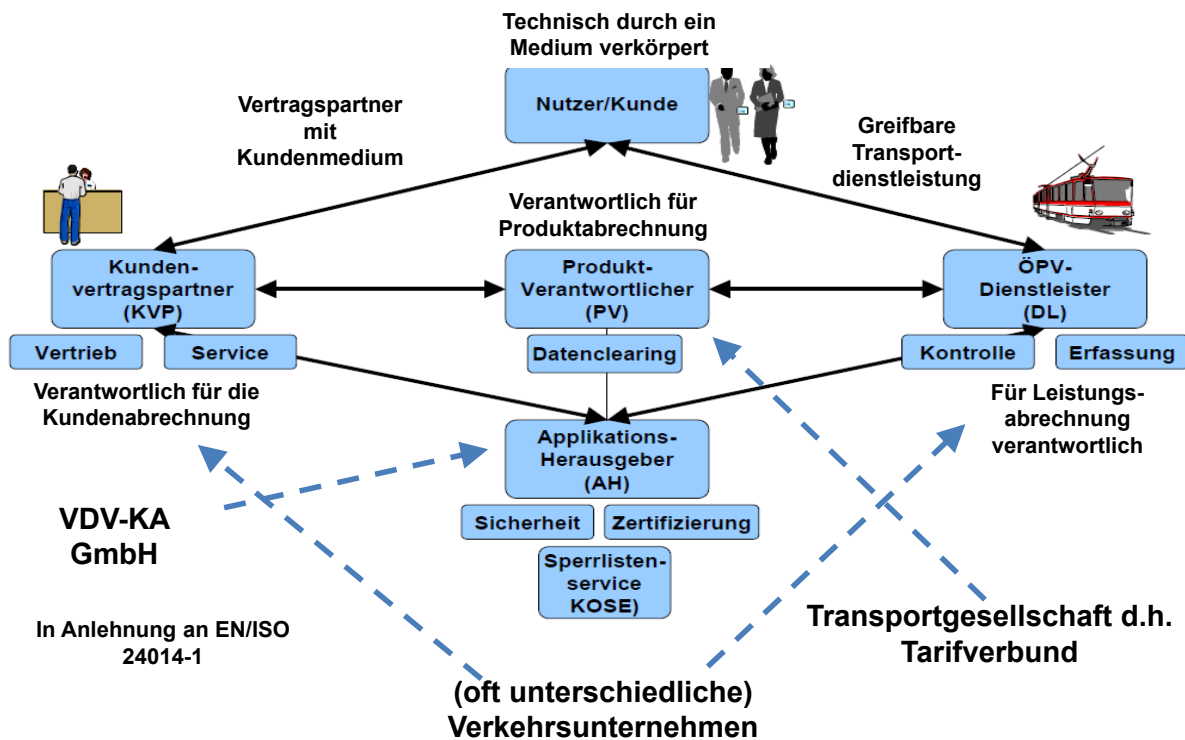 Technisch durch ein
Medium verkörpert
Nutzer/Kunde
Vertragspartner
mit
Kundenmedium
Greifbare
Transport-
dienstleistung
Verantwortlich für
Produktabrechnung
Kunden-
vertragspartner
(KVP)
Produkt-
Verantwortlicher
(PV)
ÖPV-
Dienstleister
(DL)
Vertrieb
Service
Datenclearing
Kontrolle
Erfassung
Verantwortlich für die
Kundenabrechnung
Für Leistungs-
abrechnung
verantwortlich
Applikations-
Herausgeber
(AH)
Sicherheit
Zertifizierung
Sperrlisten-
service
KOSE)
VDV-KA
GmbH
In Anlehnung an EN/ISO
24014-1
Transportgesellschaft d.h.
Tarifverbund
(oft unterschiedliche)
Verkehrsunternehmen